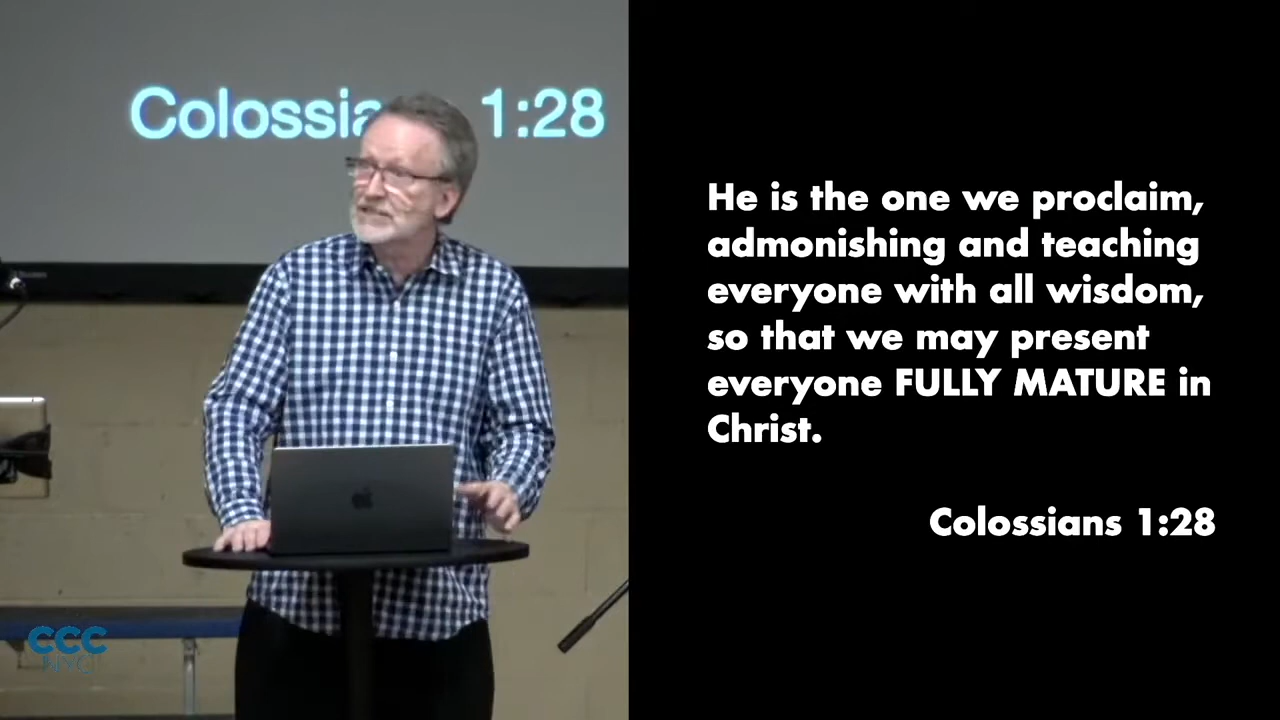 Colossia 1:28
He is the one we proclaim,
admonishing and teaching
everyone with all wisdom,
so that we may present
everyone FULLY MATURE in
Christ.
Colossians 1:28
CCC
NYC